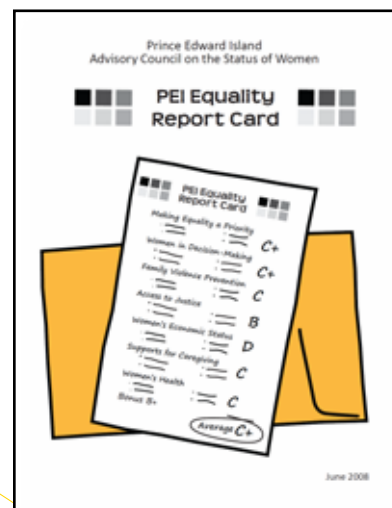 Prince Edward Island
Advisory Council on the Status of Women
PEI Equality
Report Card
PEI Equality
Report Card
Making Equality a Priority
C+
Women in Decision-Making
C+
Family Violence Prevention
C
Access to Justice
B
Women's Economic Status
D
Supports for Caregiving
C
Women's Health
C
Bonus B+
Average C+
June 2008